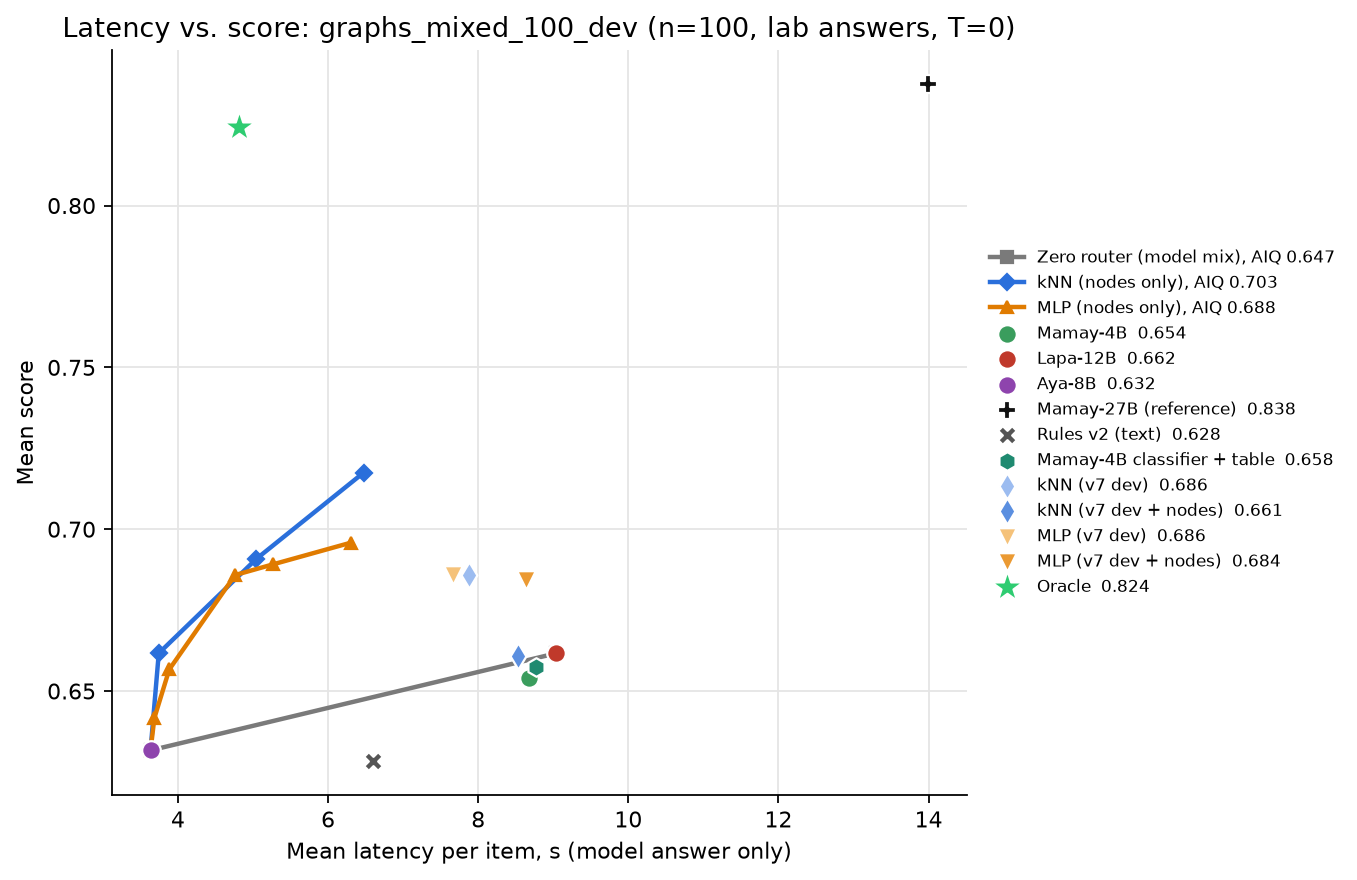 Latency vs. score: graphs_mixed_100_dev (n=100, lab answers, T=0)
Mean score
0.80
0.75
0.70
0.65
4 6 8 10 12 14
Mean latency per item, s (model answer only)
Zero router (model mix), AIQ 0.647
kNN (nodes only), AIQ 0.703
MLP (nodes only), AIQ 0.688
Mamay-4B 0.654
Lapa-12B 0.662
Aya-8B 0.632
Mamay-27B (reference) 0.838
Rules v2 (text) 0.628
Mamay-4B classifier + table 0.658
kNN (v7 dev) 0.686
kNN (v7 dev + nodes) 0.661
MLP (v7 dev) 0.686
MLP (v7 dev + nodes) 0.684
Oracle 0.824